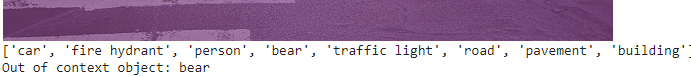 ['car', 'fire hydrant', 'person', 'bear', 'traffic light', 'road', 'pavement', 'building']
Out of context object: bear